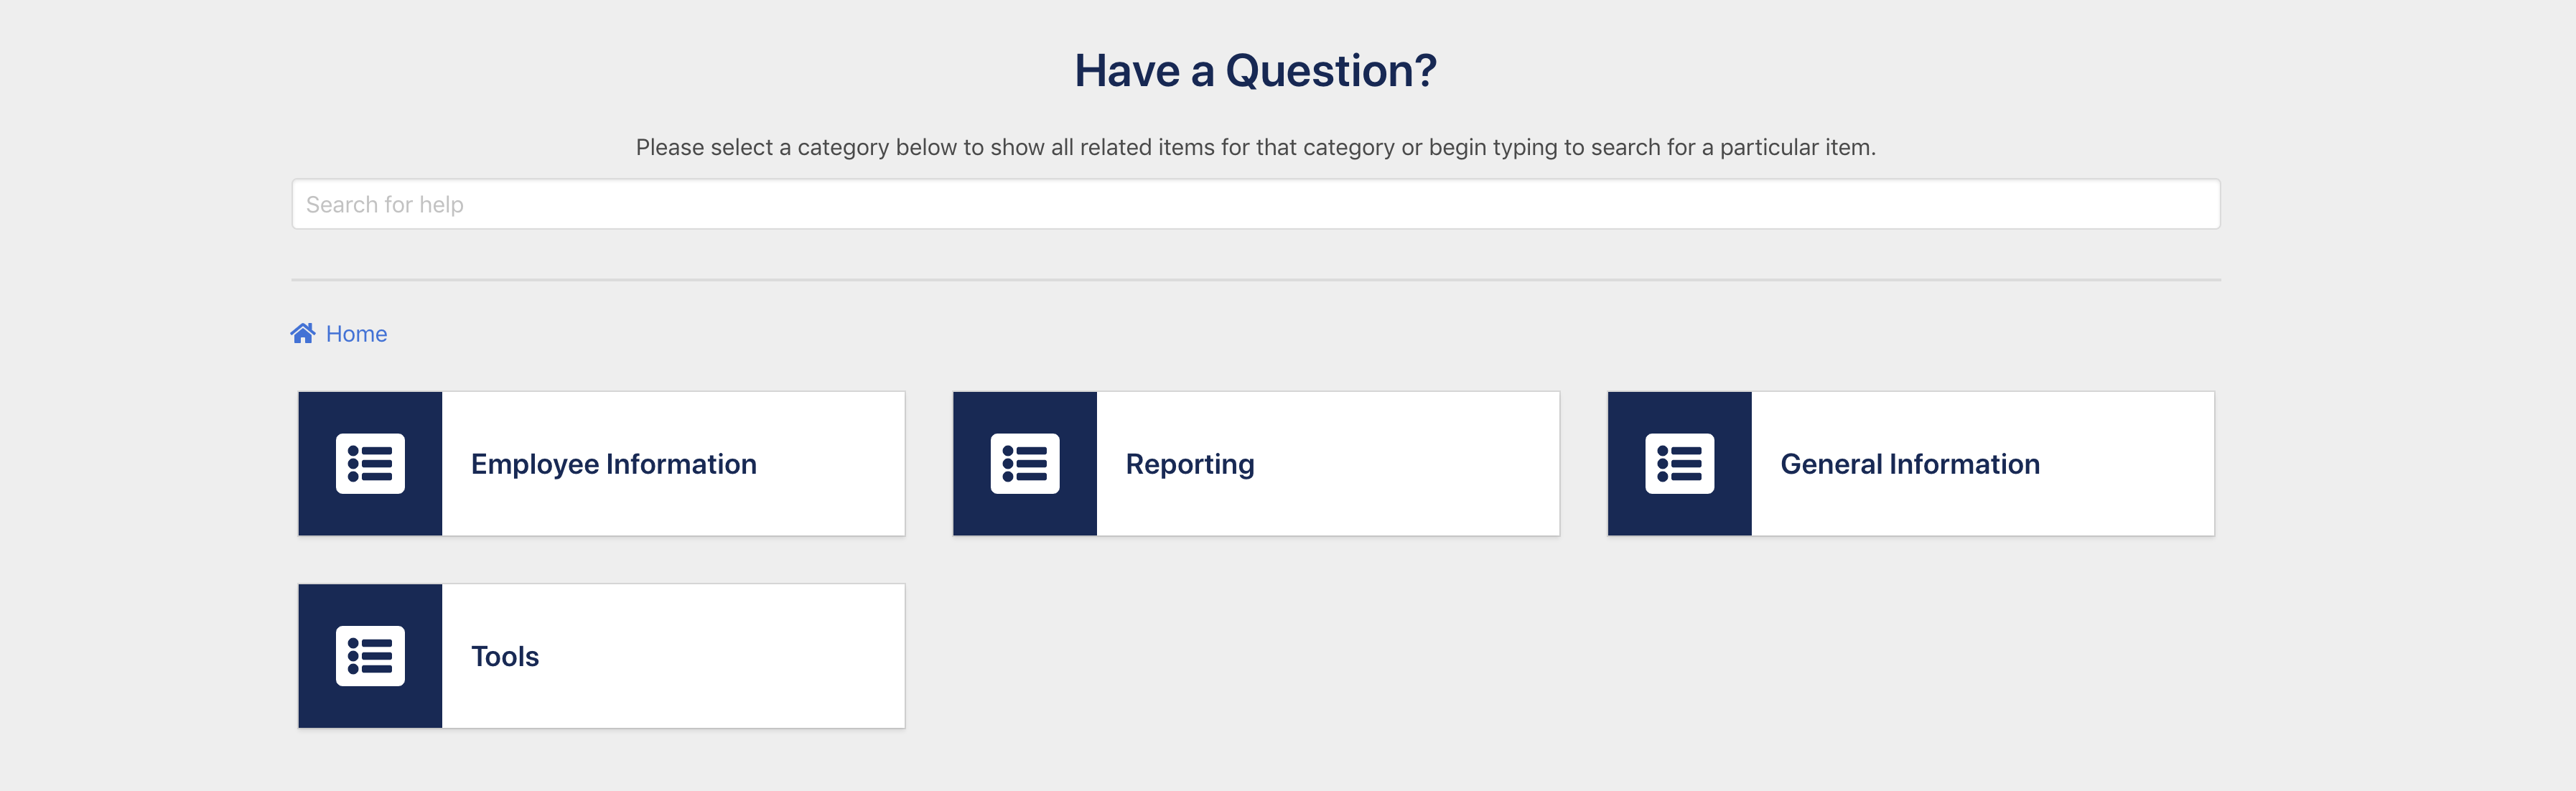 Have a Question?
Please select a category below to show all related items for that category or begin typing to search for a particular item.
Search for help
Home
Employee Information
Reporting
General Information
Tools